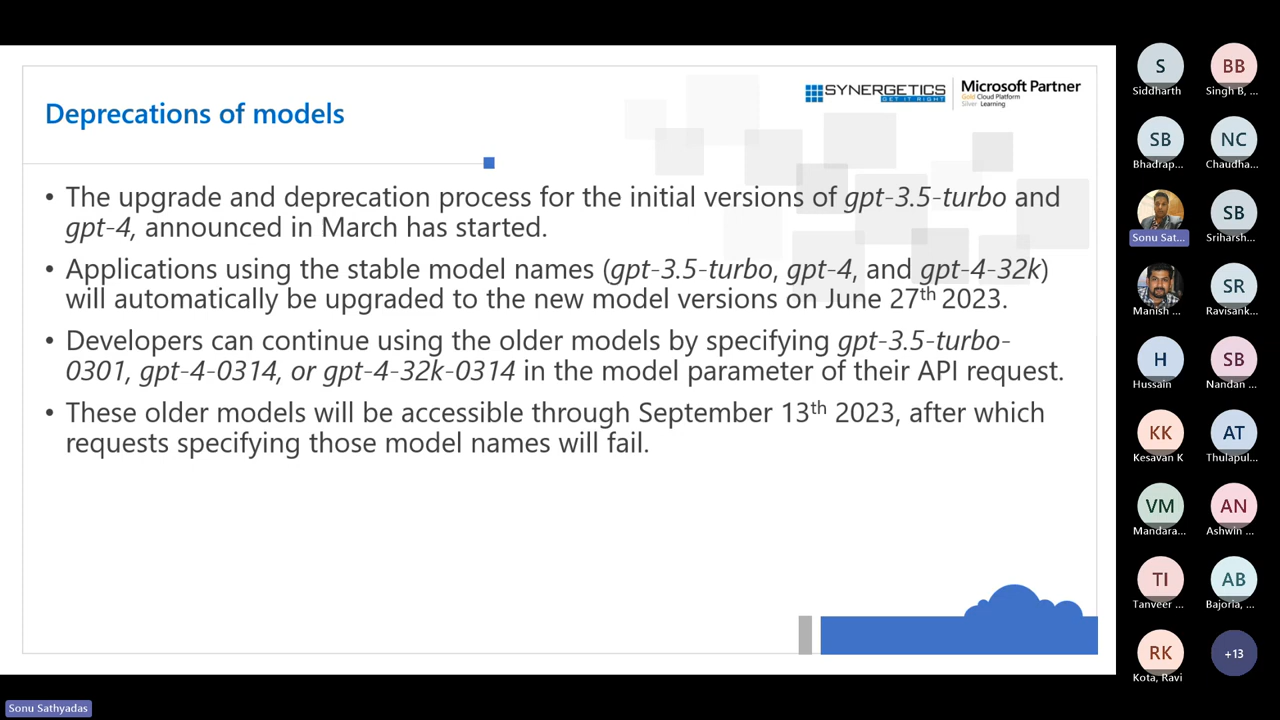 SYNERGETICS
GET IT RIGHT
Microsoft Partner
Gold Cloud Platform
Silver Learning
Deprecations of models
• The upgrade and deprecation process for the initial versions of gpt-3.5-turbo and
gpt-4, announced in March has started.
• Applications using the stable model names (gpt-3.5-turbo, gpt-4, and gpt-4-32k)
will automatically be upgraded to the new model versions on June 27th 2023.
• Developers can continue using the older models by specifying gpt-3.5-turbo-
0301, gpt-4-0314, or gpt-4-32k-0314 in the model parameter of their API request.
• These older models will be accessible through September 13th 2023, after which
requests specifying those model names will fail.
S
Siddharth
BB
Singh B, ...
SB
Bhadrap...
NC
Chaudha...
Sonu Sat...
SB
Sriharsh...
Manish ...
SR
Ravisank...
H
Hussain
SB
Nandan ...
KK
Kesavan K
AT
Thulapul...
VM
Mandara...
AN
Ashwin ...
TI
Tanveer ...
AB
Bajoria, ...
RK
Kota, Ravi
+13
Sonu Sathyadas